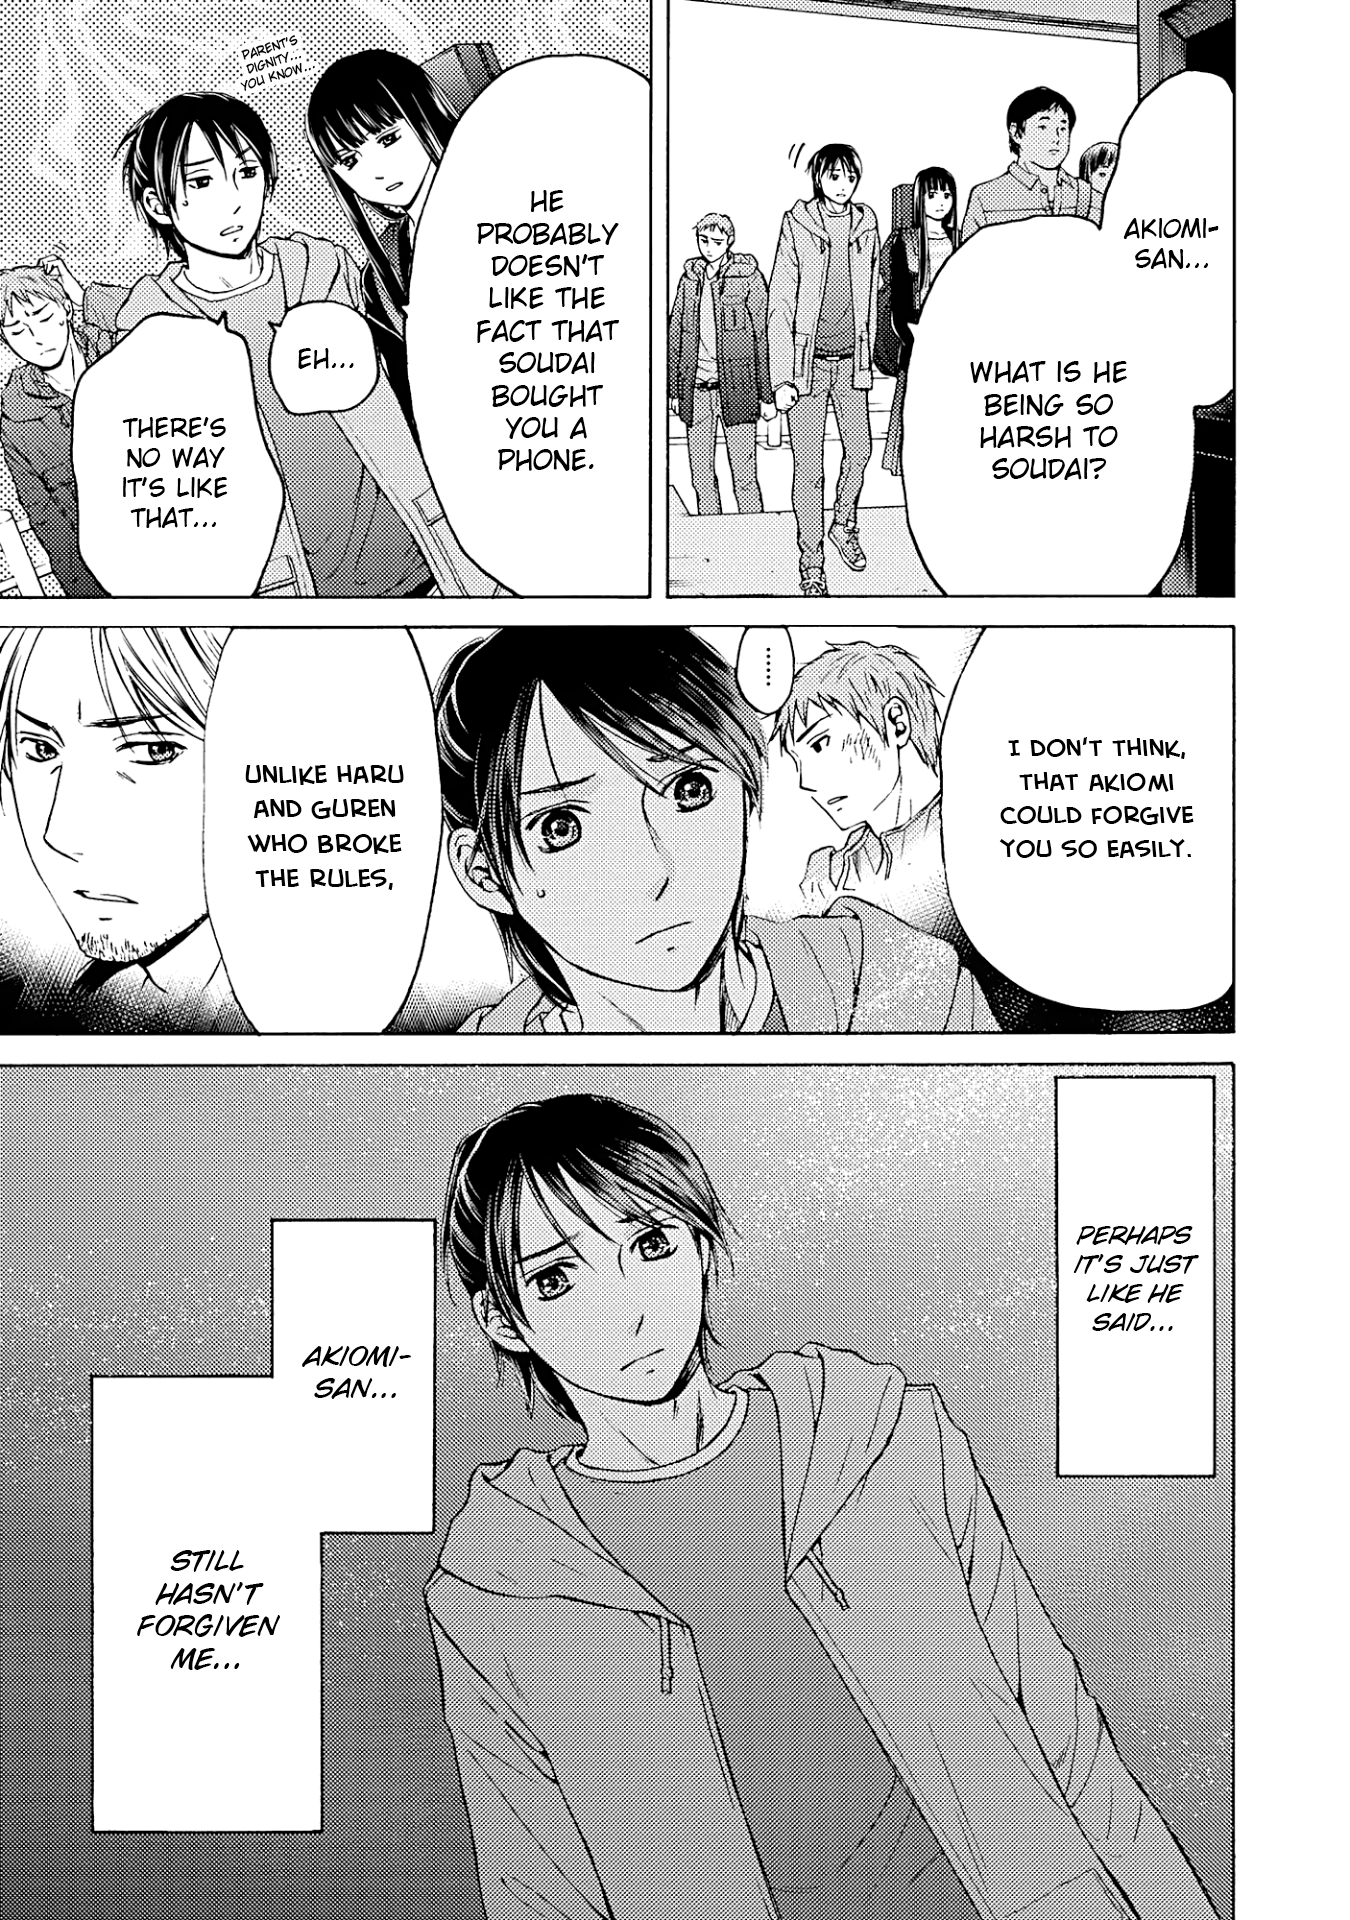 AKIOMI-
SAN...
WHAT IS HE
BEING SO
HARSH TO
SOUDAI?
HE
PROBABLY
DOESN'T
LIKE THE
FACT THAT
SOUDAI
BOUGHT
YOU A
PHONE.
PARENT'S
DIGNITY...
YOU KNOW...
EH...
THERE'S
NO WAY
IT'S LIKE
THAT...
I DON'T THINK,
THAT AKIOMI
COULD FORGIVE
YOU SO EASILY.
........
UNLIKE HARU
AND GUREN
WHO BROKE
THE RULES,
PERHAPS
IT'S JUST
LIKE HE
SAID...
AKIOMI-
SAN...
STILL
HASN'T
FORGIVEN
ME...